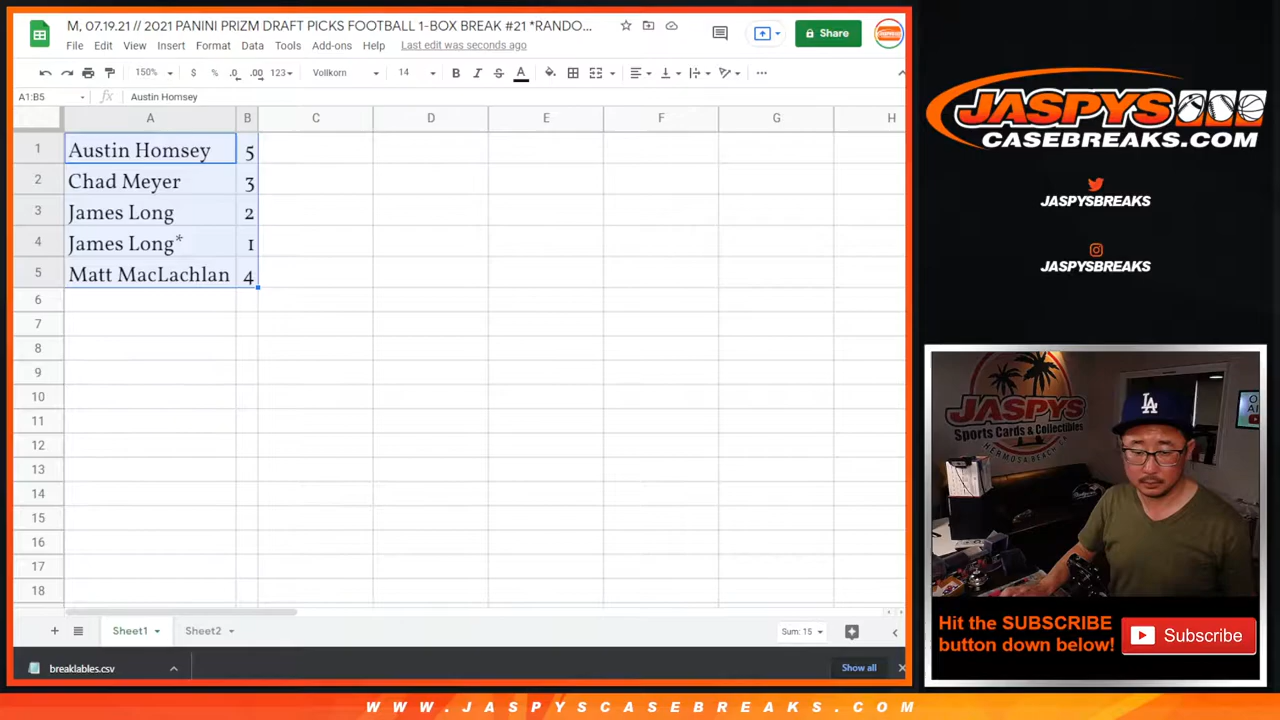 M, 07.19.21 // 2021 PANINI PRIZM DRAFT PICKS FOOTBALL 1-BOX BREAK #21 *RANDO...
Share
File Edit View Insert Format Data Tools Add-ons Help Last edit was seconds ago
150% $ % .0 .00 123 Vollkorn 14 B I S A
A1:B5 fx Austin Homsey
A B C D E F G H
1 Austin Homsey 5
2 Chad Meyer 3
3 James Long 2
4 James Long* 1
5 Matt MacLachlan 4
6
7
8
9
10
11
12
13
14
15
16
17
18
+ Sheet1 Sheet2 Sum: 15
breaklables.csv Show all
JASPYS
CASEBREAKS.COM
JASPYSBREAKS
JASPYSBREAKS
JASPYS
Sports Cards & Collectibles
HERMOSA BEACH, CA
LA
Hit the SUBSCRIBE
button down below!
Subscribe
WWW.JASPYSCASEBREAKS.COM